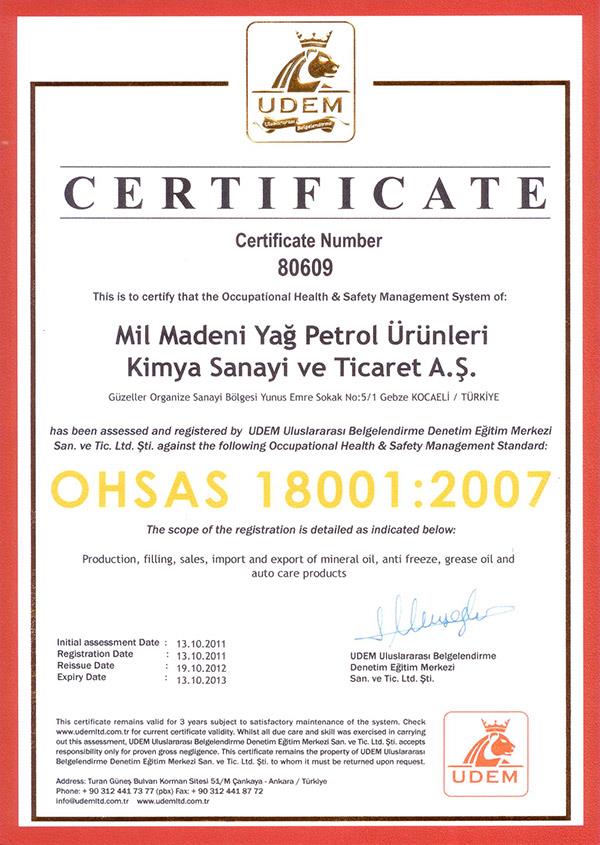 UDEM
Uluslararası Belgelendirme
CERTIFICATE
Certificate Number
80609
This is to certify that the Occupational Health & Safety Management System of:
Mil Madeni Yağ Petrol Ürünleri
Kimya Sanayi ve Ticaret A.Ş.
Güzeller Organize Sanayi Bölgesi Yunus Emre Sokak No:5/1 Gebze KOCAELİ / TÜRKİYE
has been assessed and registered by UDEM Uluslararası Belgelendirme Denetim Eğitim Merkezi
San. ve Tic. Ltd. Şti. against the following Occupational Health & Safety Management Standard:
OHSAS 18001:2007
The scope of the registration is detailed as indicated below:
Production, filling, sales, import and export of mineral oil, anti freeze, grease oil and
auto care products
Initial assessment Date : 13.10.2011
Registration Date : 13.10.2011
Reissue Date : 19.10.2012
Expiry Date : 13.10.2013
UDEM Uluslararası Belgelendirme
Denetim Eğitim Merkezi
San. ve Tic. Ltd. Şti.
This certificate remains valid for 3 years subject to satisfactory maintenance of the system. Check
www.udemltd.com.tr for current certificate validity. Whilst all due care and skill was exercised in carrying
out this assessment, UDEM Uluslararası Belgelendirme Denetim Eğitim Merkezi San. ve Tic. Ltd. Şti. accepts
responsibility only for proven gross negligence. This certificate remains the property of UDEM Uluslararası
Belgelendirme Denetim Eğitim Merkezi San. ve Tic. Ltd. Şti. to whom it must be returned upon request.
Address: Turan Güneş Bulvarı Korman Sitesi 51/M Çankaya - Ankara / Türkiye
Phone: + 90 312 441 73 77 (pbx) Fax: + 90 312 441 87 72
info@udemltd.com.tr www.udemltd.com.tr
UDEM